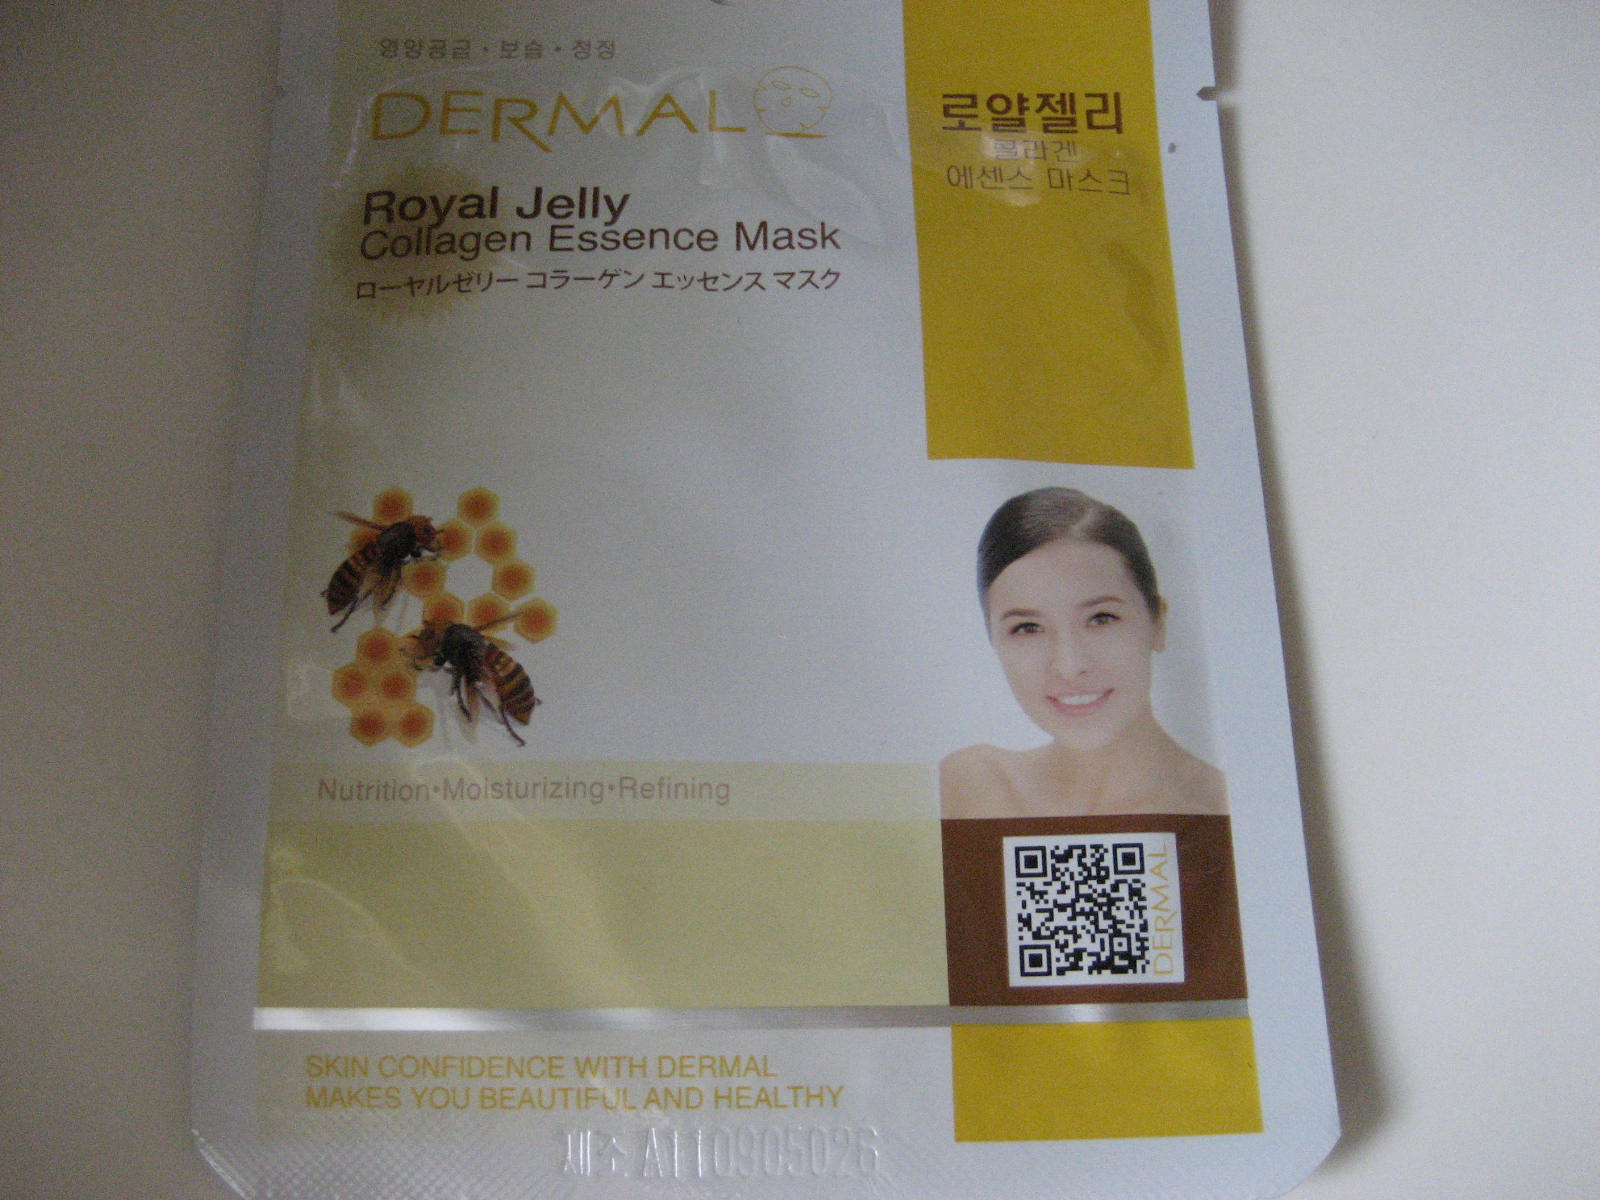 영양공급 · 보습 · 정정
DERMAL
Royal Jelly
Collagen Essence Mask
ローヤルゼリー コラーゲン エッセンス マスク
로얄젤리
콜라겐
에센스 마스크
Nutrition·Moisturizing·Refining
DERMAL
SKIN CONFIDENCE WITH DERMAL
MAKES YOU BEAUTIFUL AND HEALTHY
제조 A110905026